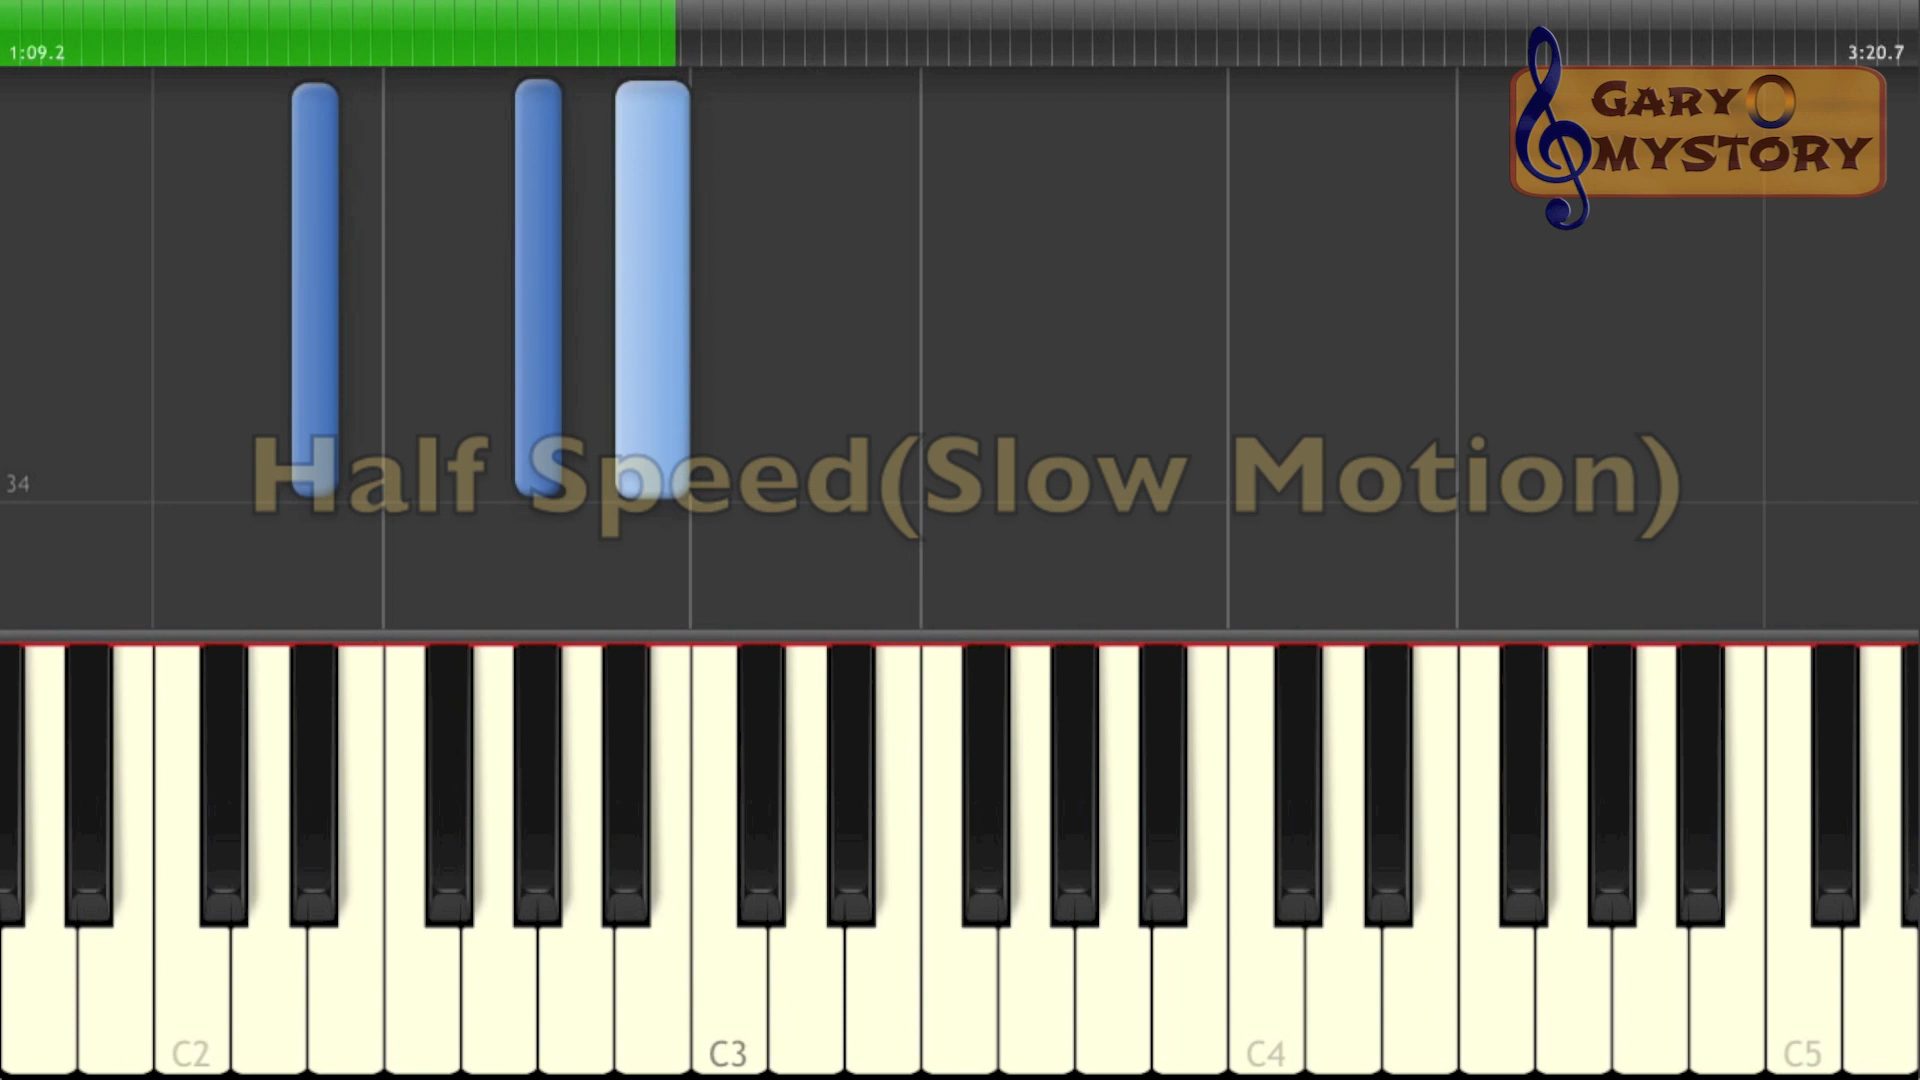 1:09.2
3:20.7
GARY O
MYSTORY
34
Half Speed(Slow Motion)
C2
C3
C4
C5